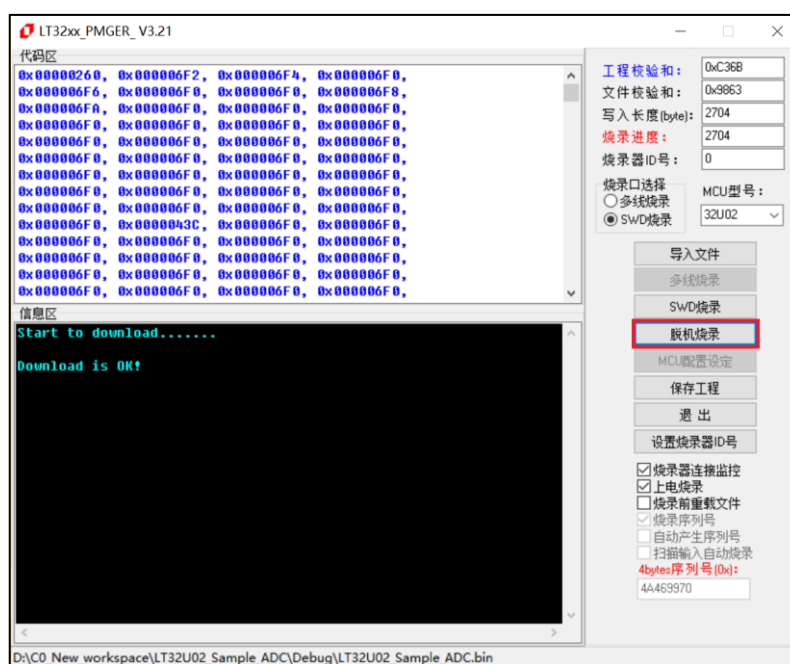 LT32xx_PMGER_ V3.21
代码区
0x00000260, 0x000006F2, 0x000006F4, 0x000006F0,
0x000006F6, 0x000006F0, 0x000006F0, 0x000006F8,
0x000006FA, 0x000006F0, 0x000006F0, 0x000006F0,
0x000006F0, 0x000006F0, 0x000006F0, 0x000006F0,
0x000006F0, 0x000006F0, 0x000006F0, 0x000006F0,
0x000006F0, 0x000006F0, 0x000006F0, 0x000006F0,
0x000006F0, 0x000006F0, 0x000006F0, 0x000006F0,
0x000006F0, 0x000006F0, 0x000006F0, 0x000006F0,
0x000006F0, 0x000006F0, 0x000006F0, 0x000006F0,
0x000006F0, 0x0000043C, 0x000006F0, 0x000006F0,
0x000006F0, 0x000006F0, 0x000006F0, 0x000006F0,
0x000006F0, 0x000006F0, 0x000006F0, 0x000006F0,
0x000006F0, 0x000006F0, 0x000006F0, 0x000006F0,
0x000006F0, 0x000006F0, 0x000006F0, 0x000006F0,
信息区
Start to download.......
Download is OK!
工程校验和: 0xC36B
文件校验和: 0x9863
写入长度(byte): 2704
烧录进度: 2704
烧录器ID号: 0
烧录口选择
多线烧录
SWD烧录
MCU型号:
32U02
导入文件
多线烧录
SWD烧录
脱机烧录
MCU配置设定
保存工程
退 出
设置烧录器ID号
烧录器连接监控
上电烧录
烧录前重载文件
烧录序列号
自动产生序列号
扫描输入自动烧录
4bytes序列号(0x):
4A469970
D:\C0_New_workspace\LT32U02_Sample_ADC\Debug\LT32U02_Sample_ADC.bin